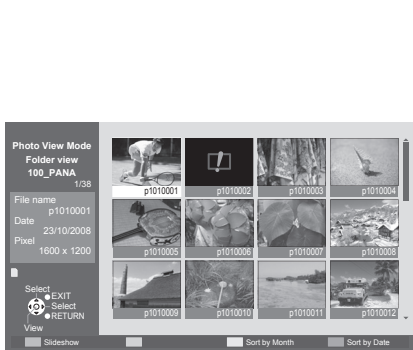 Photo View Mode
Folder view
100_PANA
1/38
File name
p1010001
Date
23/10/2008
Pixel
1600 x 1200
Select
EXIT
Select
RETURN
View
p1010001 p1010002 p1010003 p1010004
p1010005 p1010006 p1010007 p1010008
p1010009 p1010010 p1010011 p1010012
Slideshow Sort by Month Sort by Date